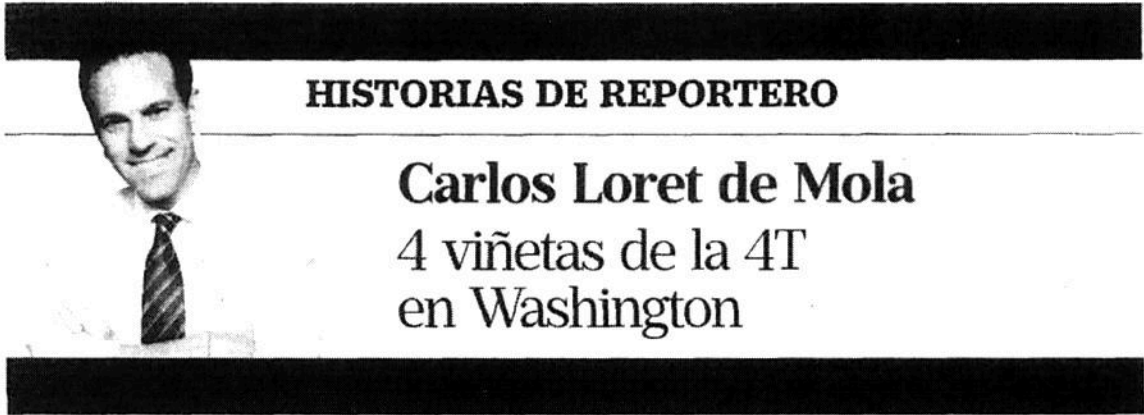 HISTORIAS DE REPORTERO
Carlos Loret de Mola
4 viñetas de la 4T
en Washington